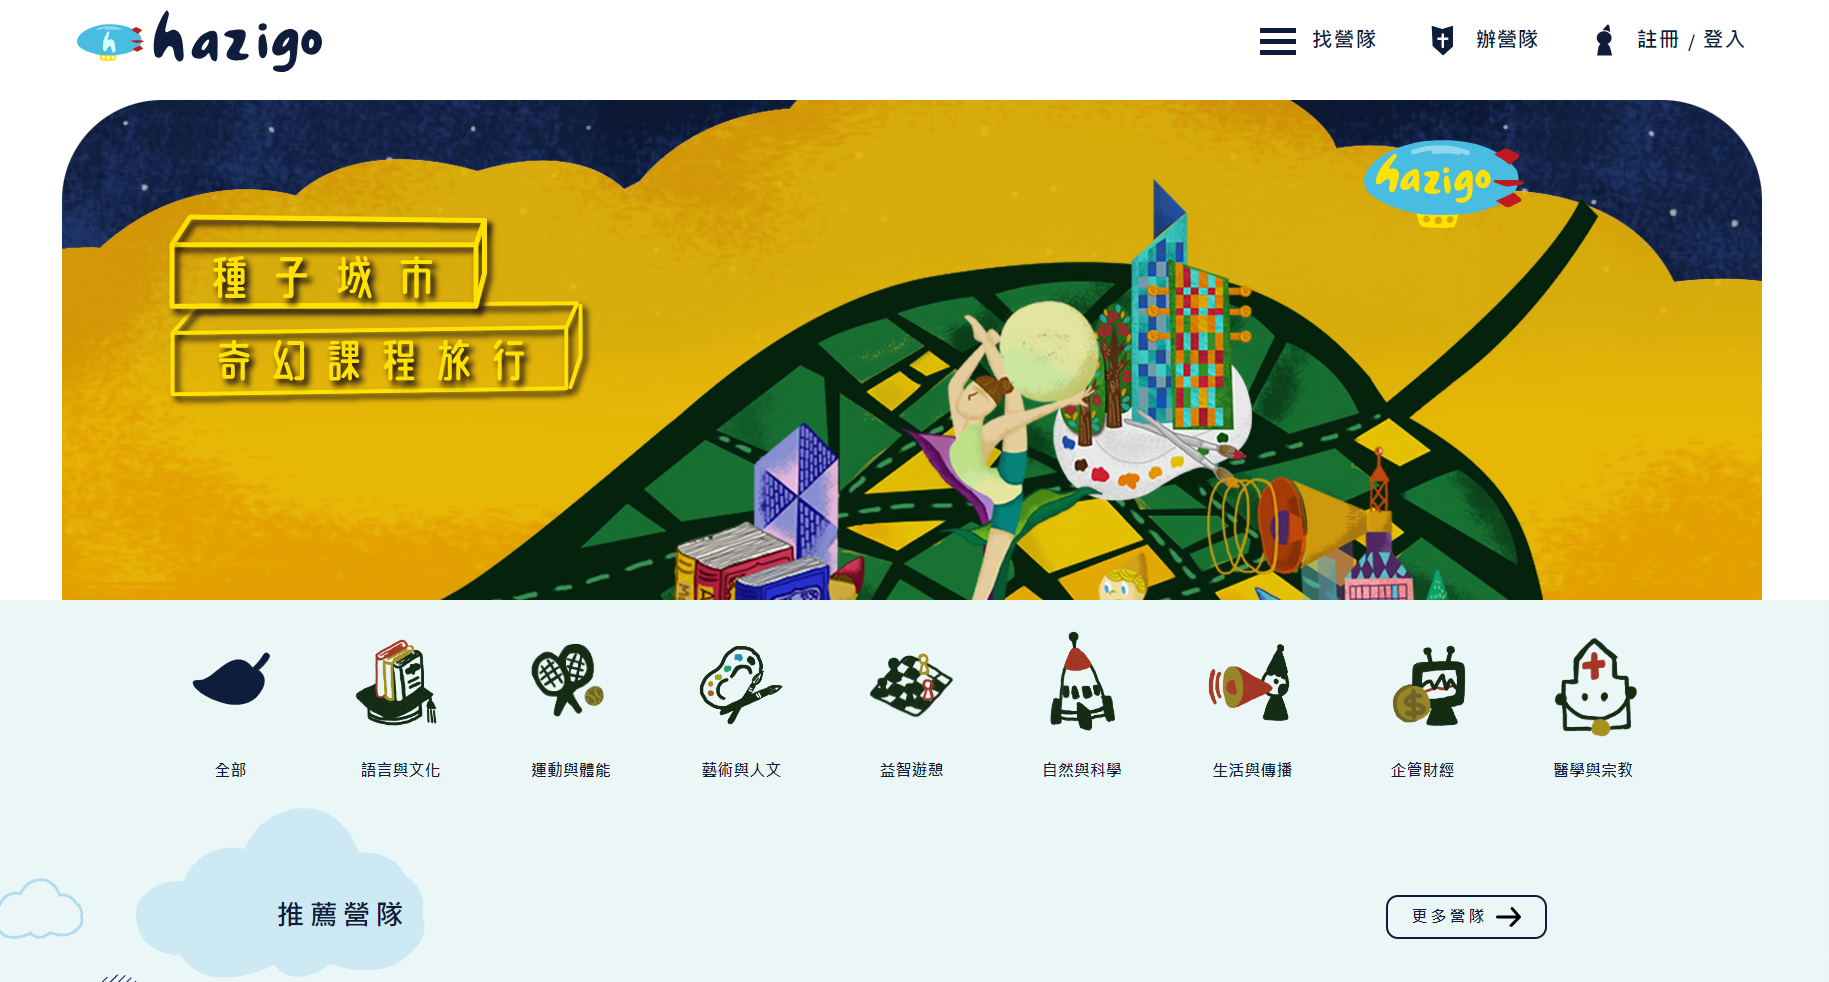 h hazigo
找營隊
辦營隊
註冊 / 登入
hazigo
種子城市
奇幻課程旅行
全部
語言與文化
運動與體能
藝術與人文
益智遊憩
自然與科學
生活與傳播
企管財經
醫學與宗教
推薦營隊
更多營隊